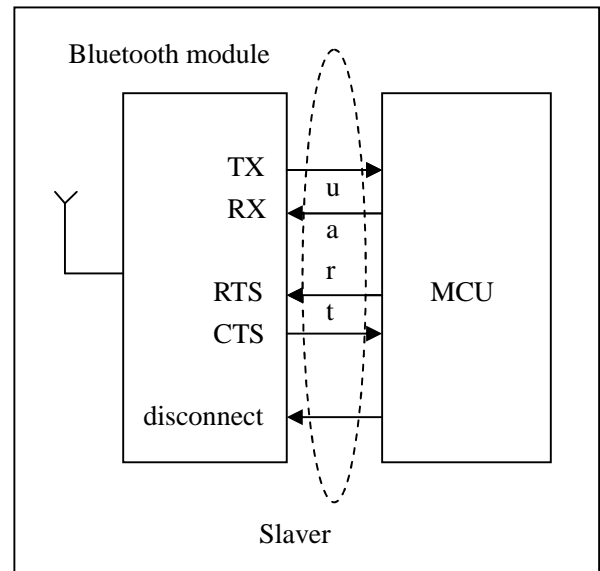 Bluetooth module
TX
RX
RTS
CTS
disconnect
u
a
r
t
MCU
Slaver